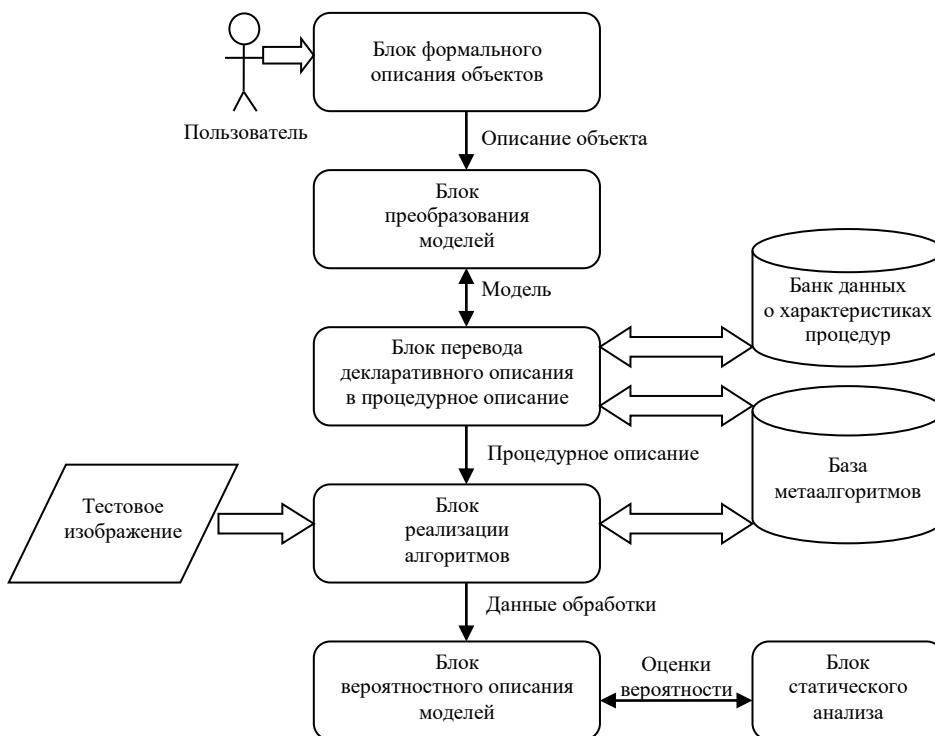 Блок формального
описания объектов
Пользователь
Описание объекта
Блок
преобразования
моделей
Модель
Банк данных
о характеристиках
процедур
Блок перевода
декларативного описания
в процедурное описание
Процедурное описание
База
метаалгоритмов
Тестовое
изображение
Блок
реализации
алгоритмов
Данные обработки
Блок
вероятностного описания
моделей
Оценки
вероятности
Блок
статического
анализа